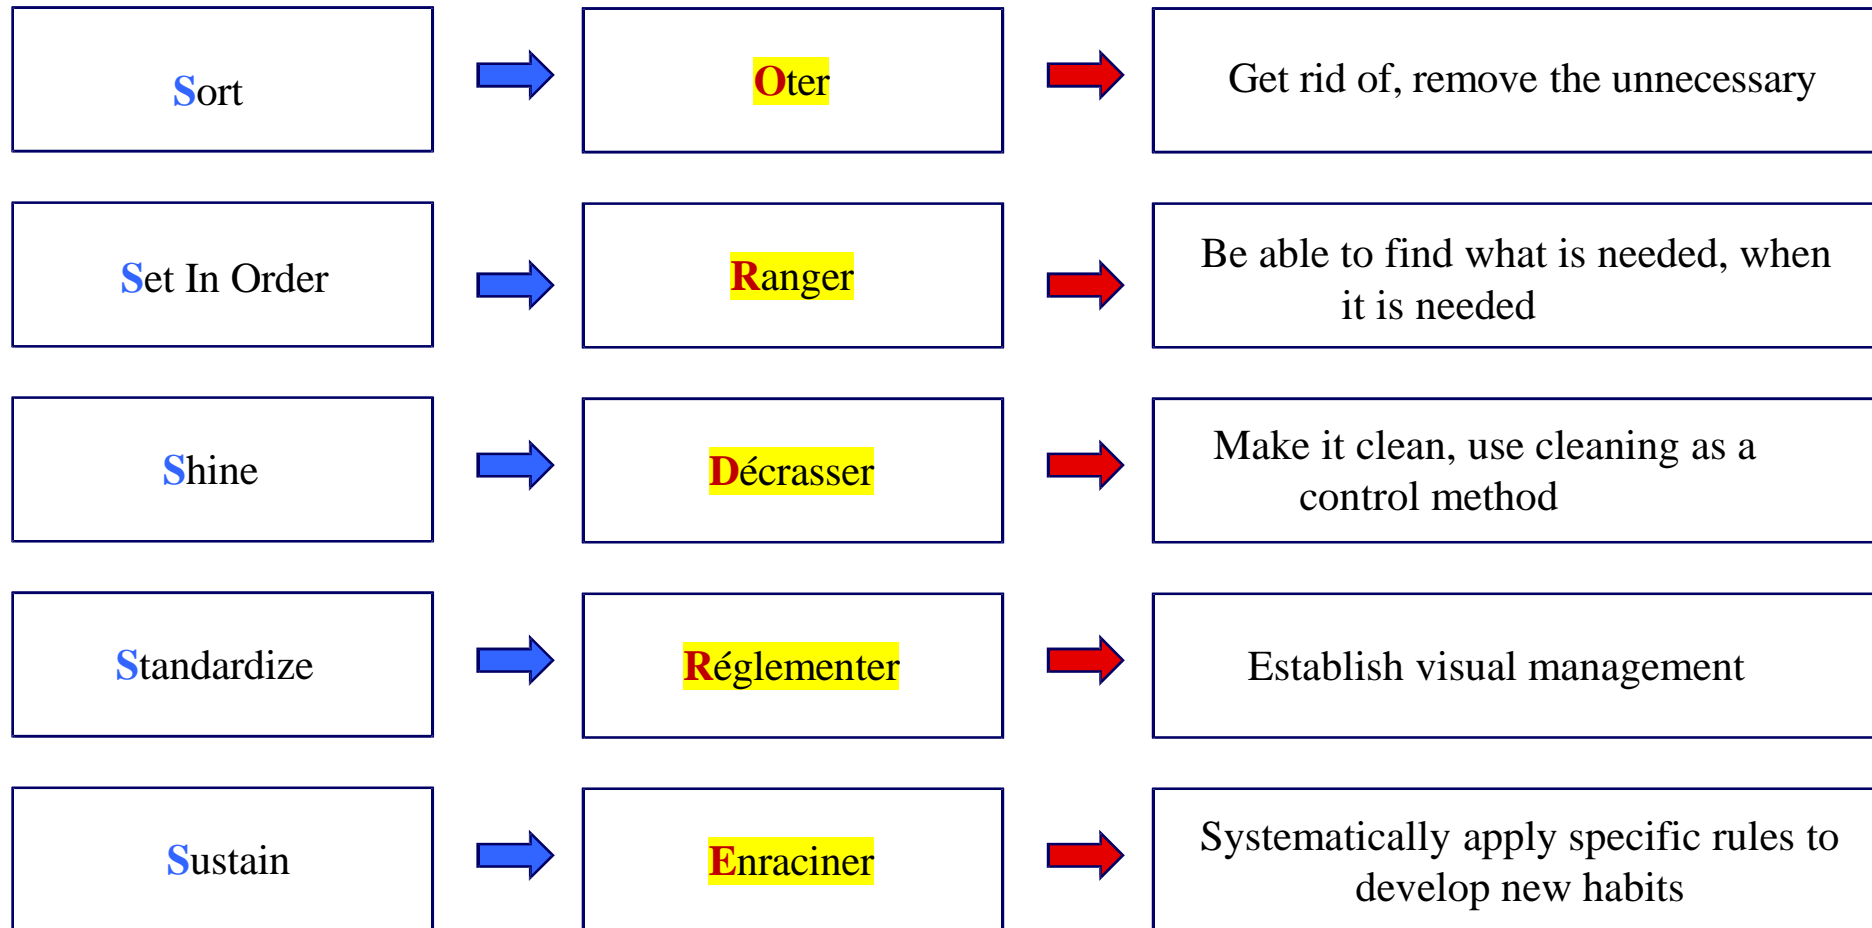 Sort
Oter
Get rid of, remove the unnecessary
Set In Order
Ranger
Be able to find what is needed, when
it is needed
Shine
Décrasser
Make it clean, use cleaning as a
control method
Standardize
Réglementer
Establish visual management
Sustain
Enraciner
Systematically apply specific rules to
develop new habits